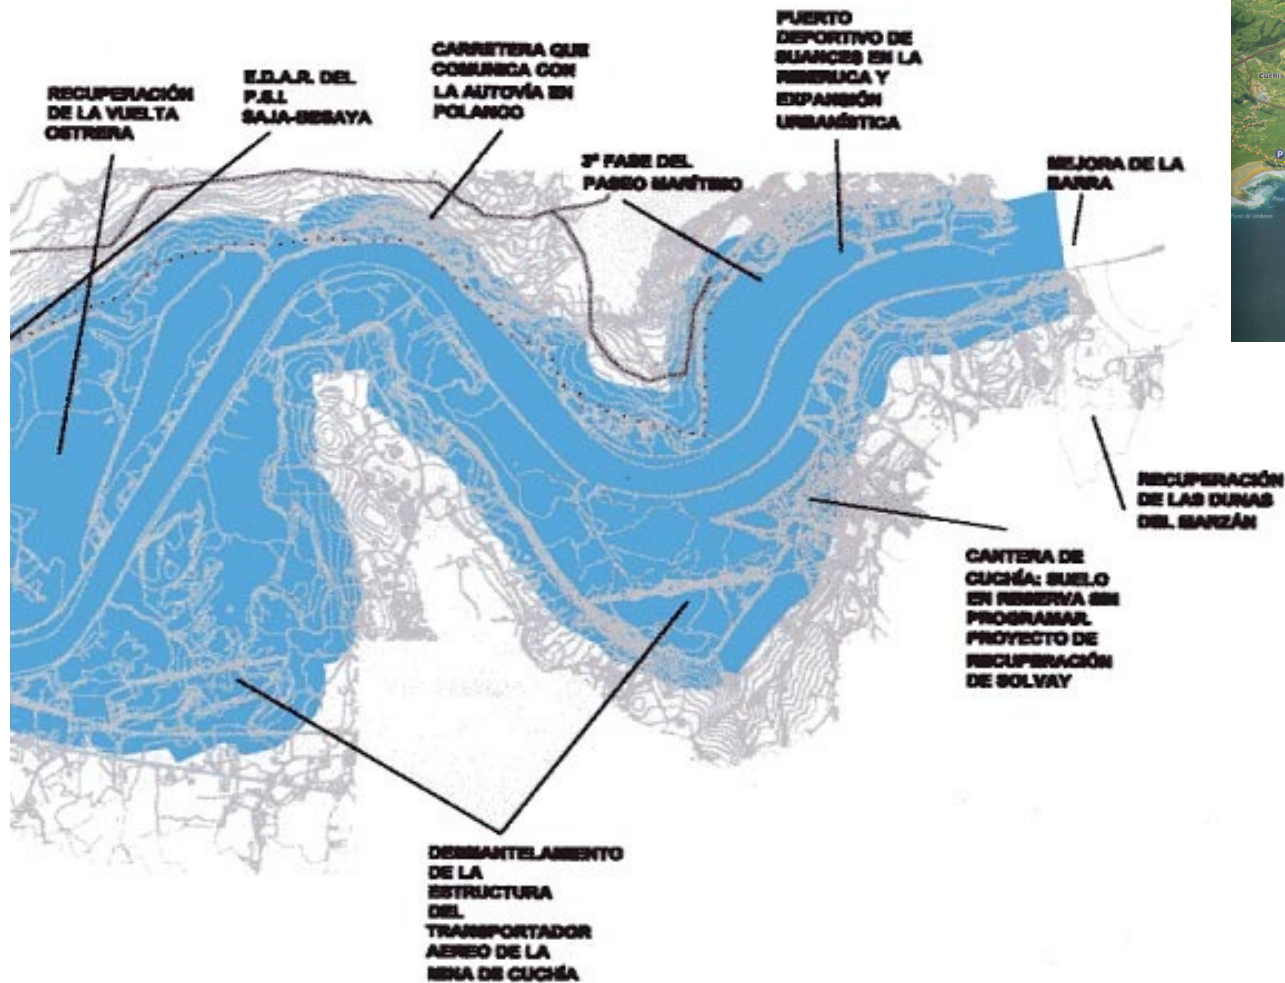 RECUPERACIÓN
DE LA VUELTA
OSTRERA
E.D.A.R. DEL
P.S.I.
SAJA-BESAYA
CARRETERA QUE
COMUNICA CON
LA AUTOVÍA EN
POLANCO
3ª FASE DEL
PASEO MARÍTIMO
PUERTO
DEPORTIVO DE
SUANCES EN LA
RIBERUCA Y
EXPANSIÓN
URBANÍSTICA
MEJORA DE LA
BARRA
RECUPERACIÓN
DE LAS DUNAS
DEL MARZÁN
CANTERA DE
CUCHÍA: SUELO
EN RESERVA SIN
PROGRAMAR.
PROYECTO DE
RECUPERACIÓN
DE SOLVAY
DESMANTELAMIENTO
DE LA
ESTRUCTURA
DEL
TRANSPORTADOR
AEREO DE LA
MINA DE CUCHÍA